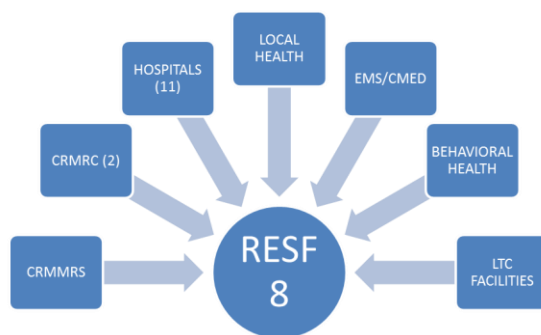 LOCAL
HEALTH
HOSPITALS
(11)
EMS/CMED
CRMRC (2)
BEHAVIORAL
HEALTH
CRMMRS
RESF
8
LTC
FACILITIES